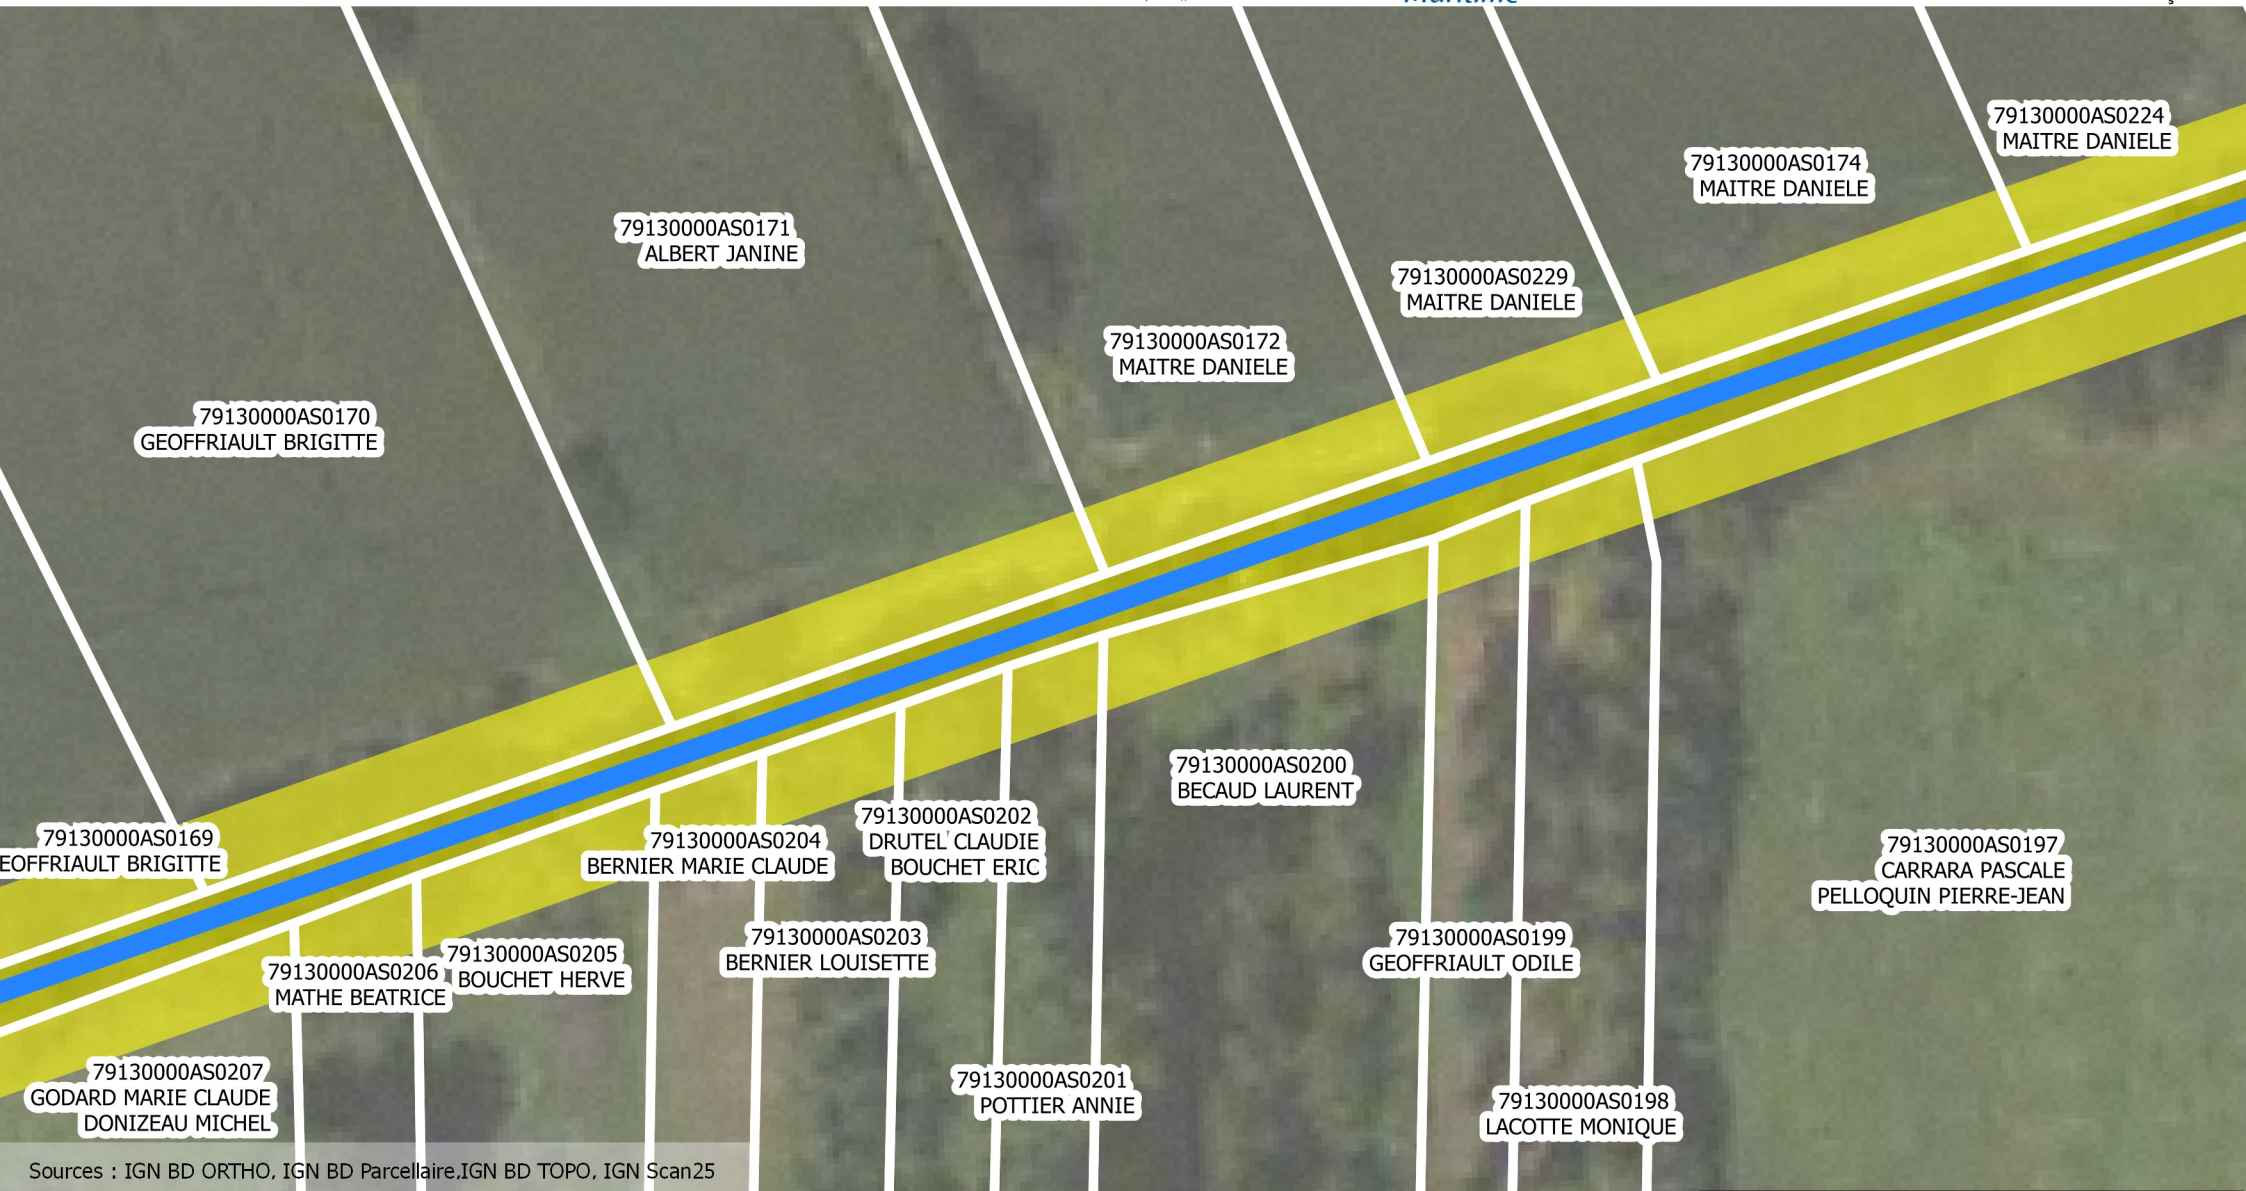 Maritime
79130000AS0224
MAITRE DANIELE
79130000AS0174
MAITRE DANIELE
79130000AS0171
ALBERT JANINE
79130000AS0229
MAITRE DANIELE
79130000AS0172
MAITRE DANIELE
79130000AS0170
GEOFFRIAULT BRIGITTE
79130000AS0200
BECAUD LAURENT
79130000AS0202
DRUTEL CLAUDIE
BOUCHET ERIC
79130000AS0169
EOFFRIAULT BRIGITTE
79130000AS0204
BERNIER MARIE CLAUDE
79130000AS0197
CARRARA PASCALE
PELLOQUIN PIERRE-JEAN
79130000AS0203
BERNIER LOUISETTE
79130000AS0199
GEOFFRIAULT ODILE
79130000AS0205
BOUCHET HERVE
79130000AS0206
MATHE BEATRICE
79130000AS0207
GODARD MARIE CLAUDE
DONIZEAU MICHEL
79130000AS0201
POTTIER ANNIE
79130000AS0198
LACOTTE MONIQUE
Sources : IGN BD ORTHO, IGN BD Parcellaire,IGN BD TOPO, IGN Scan25